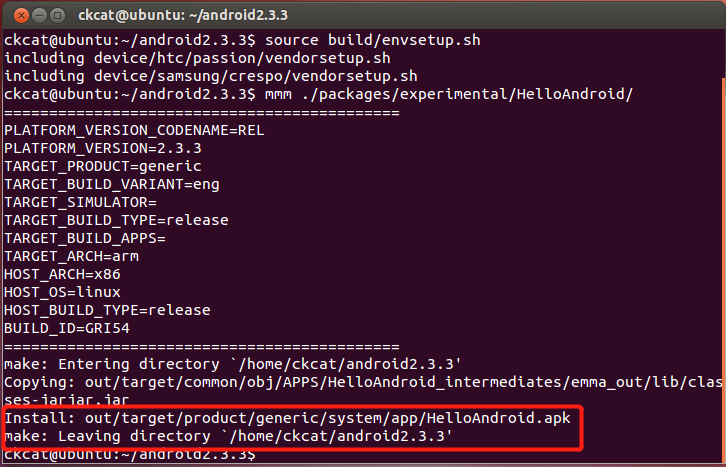 ckcat@ubuntu: ~/android2.3.3
ckcat@ubuntu:~/android2.3.3$ source build/envsetup.sh
including device/htc/passion/vendorsetup.sh
including device/samsung/crespo/vendorsetup.sh
ckcat@ubuntu:~/android2.3.3$ mmm ./packages/experimental/HelloAndroid/
============================================
PLATFORM_VERSION_CODENAME=REL
PLATFORM_VERSION=2.3.3
TARGET_PRODUCT=generic
TARGET_BUILD_VARIANT=eng
TARGET_SIMULATOR=
TARGET_BUILD_TYPE=release
TARGET_BUILD_APPS=
TARGET_ARCH=arm
HOST_ARCH=x86
HOST_OS=linux
HOST_BUILD_TYPE=release
BUILD_ID=GRI54
============================================
make: Entering directory `/home/ckcat/android2.3.3'
Copying: out/target/common/obj/APPS/HelloAndroid_intermediates/emma_out/lib/clas
ses-jarjar.jar
Install: out/target/product/generic/system/app/HelloAndroid.apk
make: Leaving directory `/home/ckcat/android2.3.3'
ckcat@ubuntu:~/android2.3.3$